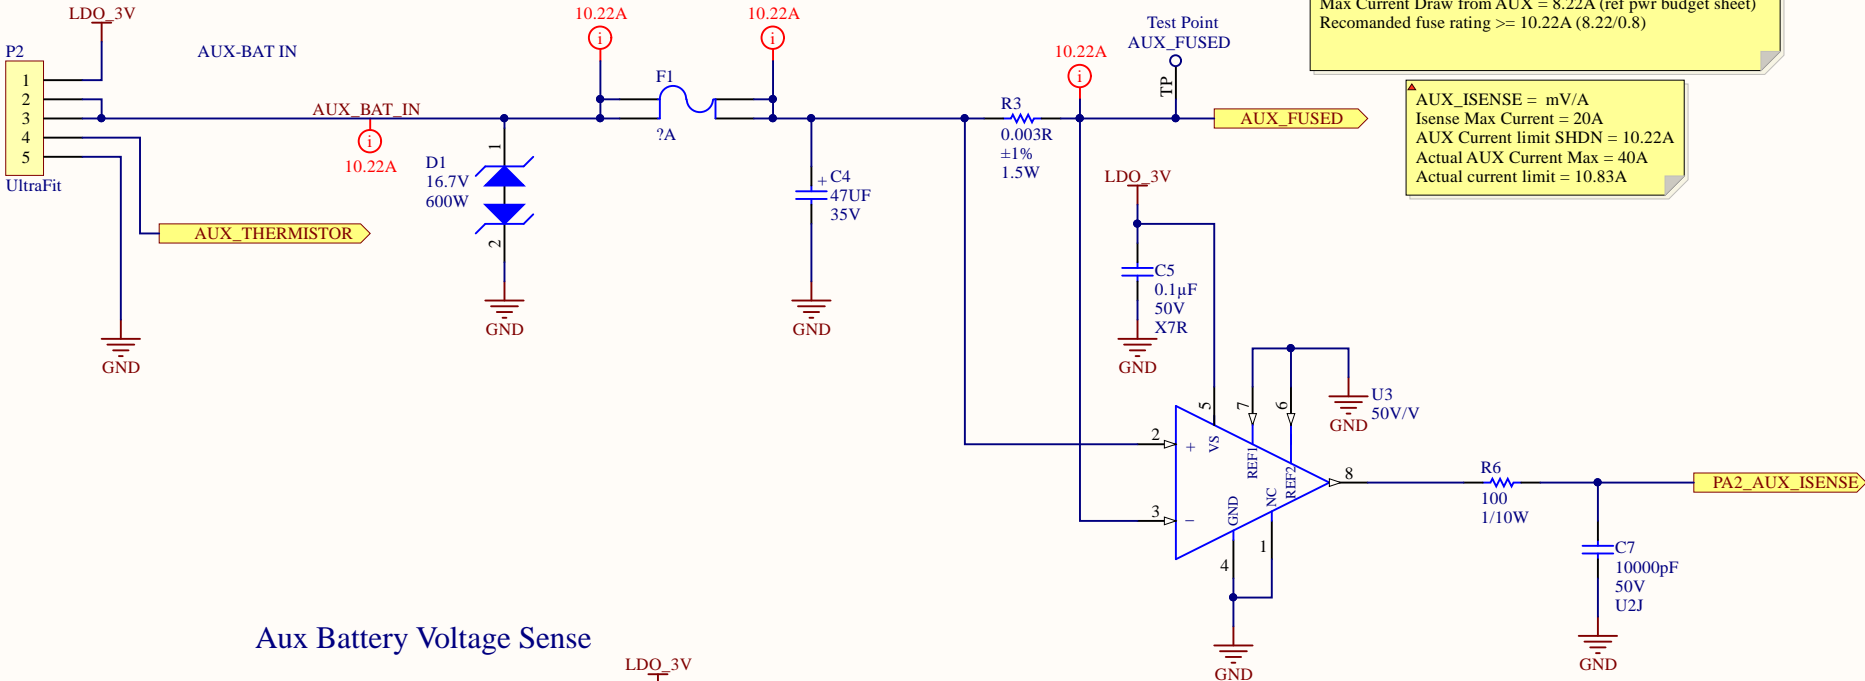 Max Current Draw from AUX = 8.22A (ref pwr budget sheet)
Recomanded fuse rating >= 10.22A (8.22/0.8)
AUX_ISENSE = mV/A
Isense Max Current = 20A
AUX Current limit SHDN = 10.22A
Actual AUX Current Max = 40A
Actual current limit = 10.83A
LDO_3V
P2
1
2
3
4
5
UltraFit
GND
AUX-BAT IN
AUX_BAT_IN
i
10.22A
AUX_THERMISTOR
D1
16.7V
600W
1
2
GND
10.22A
i
10.22A
i
F1
?A
C4
+
47UF
35V
GND
R3
0.003R
±1%
1.5W
10.22A
i
Test Point
AUX_FUSED
TP
AUX_FUSED
LDO_3V
C5
0.1µF
50V
X7R
GND
U3
50V/V
GND
5
7
6
2
3
4
1
8
+
−
VS
REF1
REF2
GND
NC
GND
R6
100
1/10W
PA2_AUX_ISENSE
C7
10000pF
50V
U2J
GND
Aux Battery Voltage Sense
LDO_3V